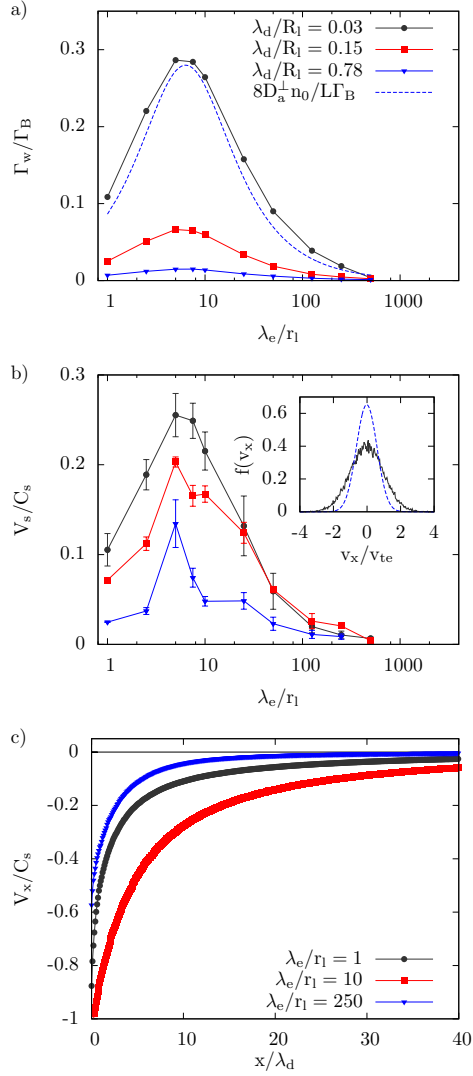 a)
0.3
0.2
0.1
0
Γw/ΓB
λd/Rl = 0.03
λd/Rl = 0.15
λd/Rl = 0.78
8Da⊥n0/LΓB
1 10 100 1000
λe/rl
b)
0.3
0.2
0.1
0
Vs/Cs
0.6
0.4
0.2
0
f(vx)
-4 -2 0 2 4
vx/vte
1 10 100 1000
λe/rl
c)
0
-0.2
-0.4
-0.6
-0.8
-1
Vx/Cs
λe/rl = 1
λe/rl = 10
λe/rl = 250
0 10 20 30 40
x/λd